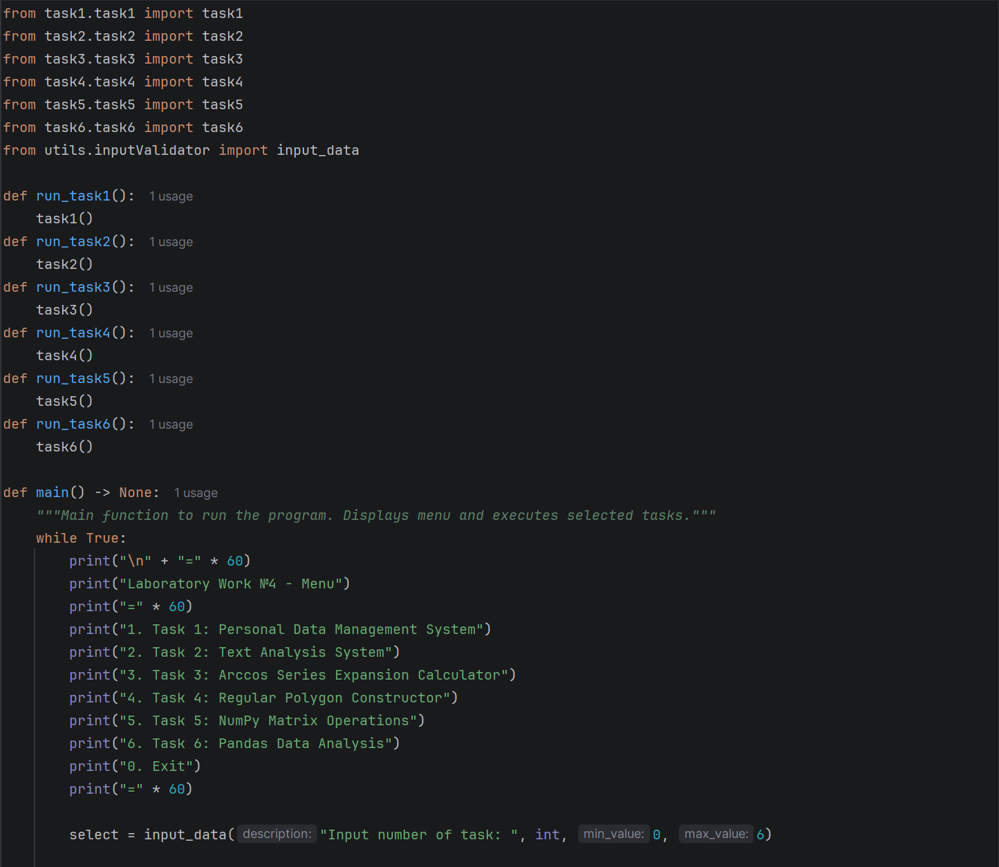 from task1.task1 import task1
from task2.task2 import task2
from task3.task3 import task3
from task4.task4 import task4
from task5.task5 import task5
from task6.task6 import task6
from utils.inputValidator import input_data

def run_task1(): 1 usage
    task1()
def run_task2(): 1 usage
    task2()
def run_task3(): 1 usage
    task3()
def run_task4(): 1 usage
    task4()
def run_task5(): 1 usage
    task5()
def run_task6(): 1 usage
    task6()

def main() -> None: 1 usage
    """Main function to run the program. Displays menu and executes selected tasks."""
    while True:
        print("\n" + "=" * 60)
        print("Laboratory Work №4 - Menu")
        print("=" * 60)
        print("1. Task 1: Personal Data Management System")
        print("2. Task 2: Text Analysis System")
        print("3. Task 3: Arccos Series Expansion Calculator")
        print("4. Task 4: Regular Polygon Constructor")
        print("5. Task 5: NumPy Matrix Operations")
        print("6. Task 6: Pandas Data Analysis")
        print("0. Exit")
        print("=" * 60)

        select = input_data( description: "Input number of task: ", int, min_value: 0, max_value: 6)